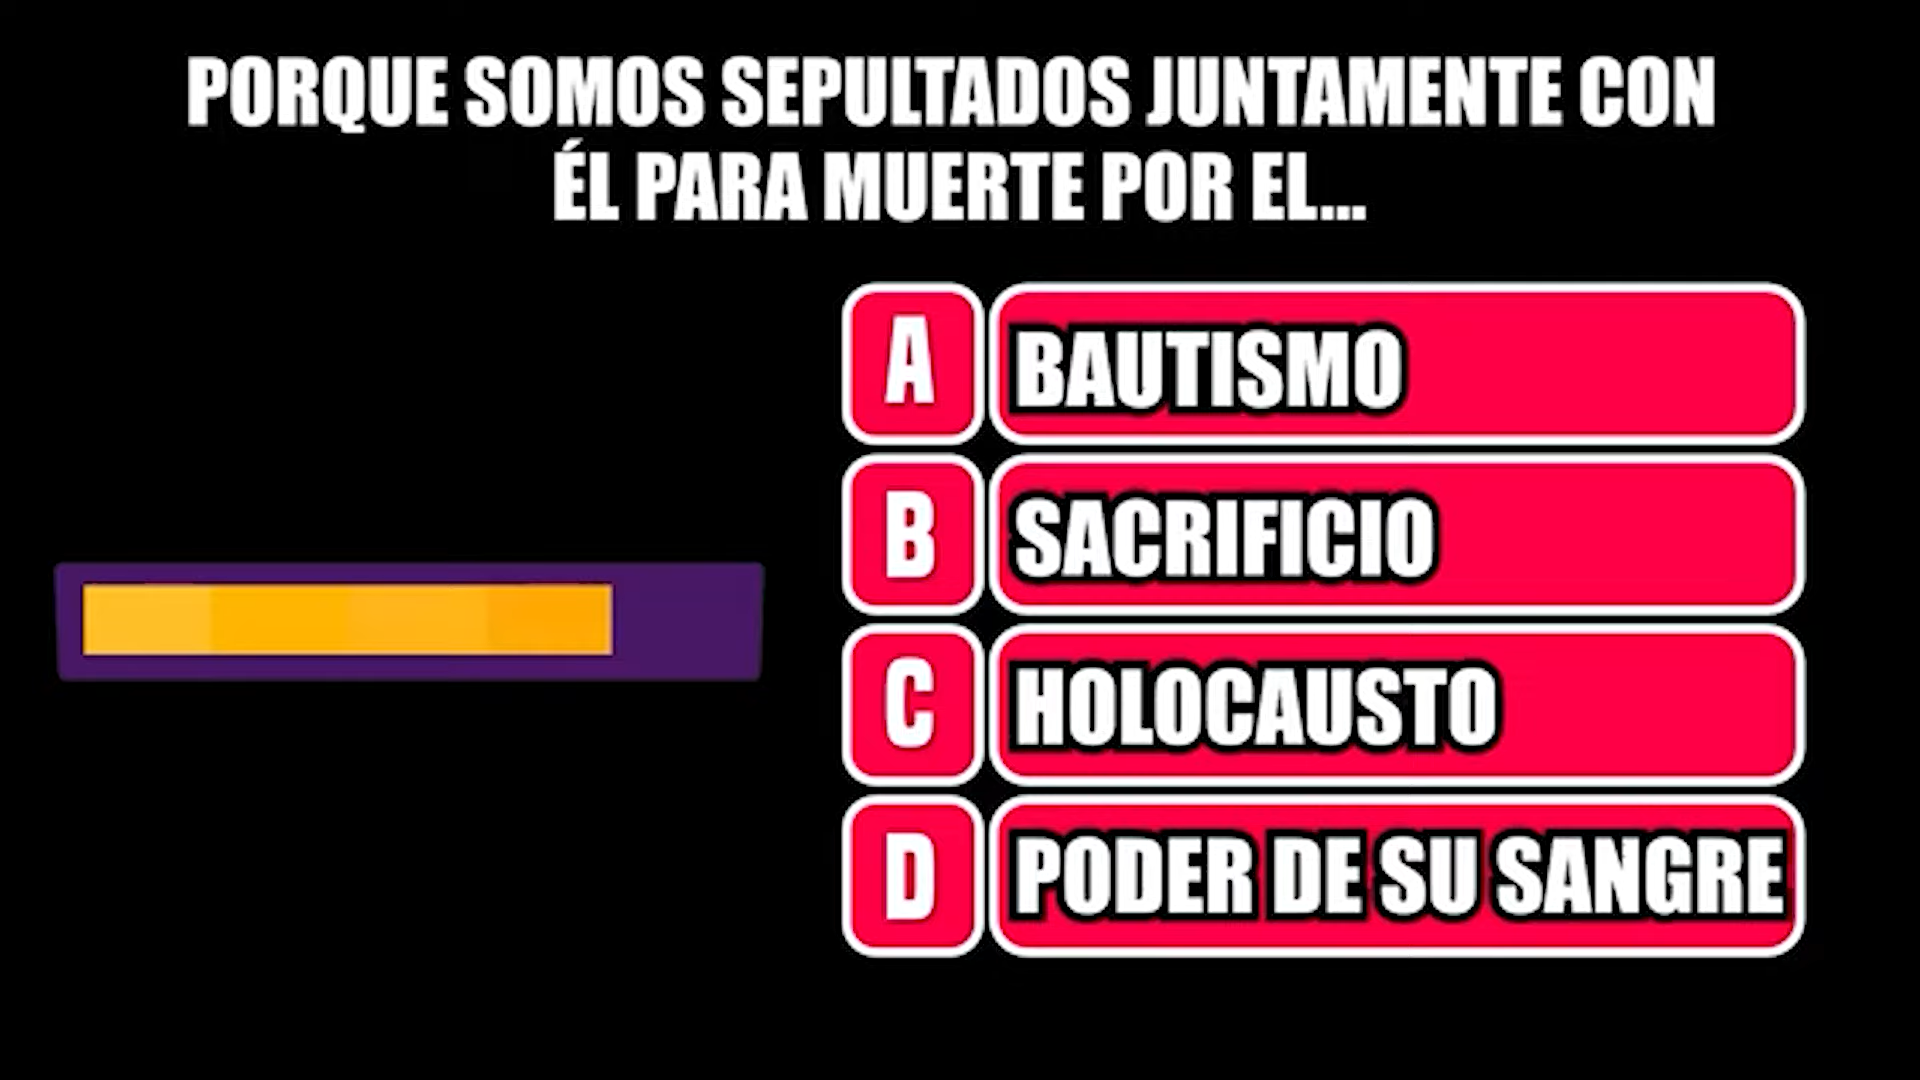 PORQUE SOMOS SEPULTADOS JUNTAMENTE CON
ÉL PARA MUERTE POR EL...
A BAUTISMO
B SACRIFICIO
C HOLOCAUSTO
D PODER DE SU SANGRE